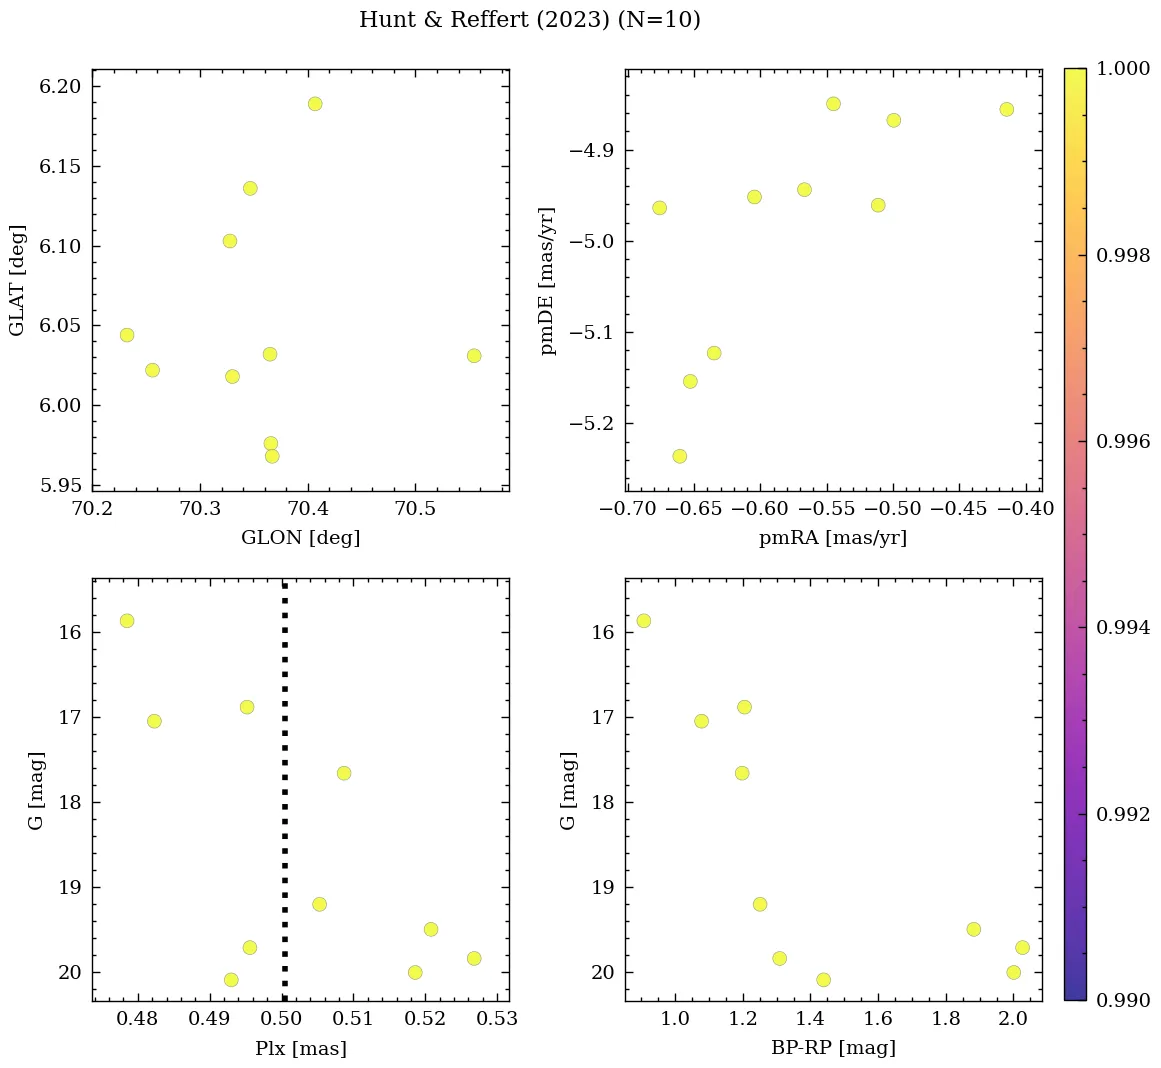 Hunt & Reffert (2023) (N=10)
6.20
6.15
6.10
6.05
6.00
5.95
GLAT [deg]
70.2 70.3 70.4 70.5
GLON [deg]
−4.9
−5.0
−5.1
−5.2
pmDE [mas/yr]
−0.70 −0.65 −0.60 −0.55 −0.50 −0.45 −0.40
pmRA [mas/yr]
16
17
18
19
20
G [mag]
0.48 0.49 0.50 0.51 0.52 0.53
Plx [mas]
16
17
18
19
20
G [mag]
1.0 1.2 1.4 1.6 1.8 2.0
BP-RP [mag]
1.000
0.998
0.996
0.994
0.992
0.990